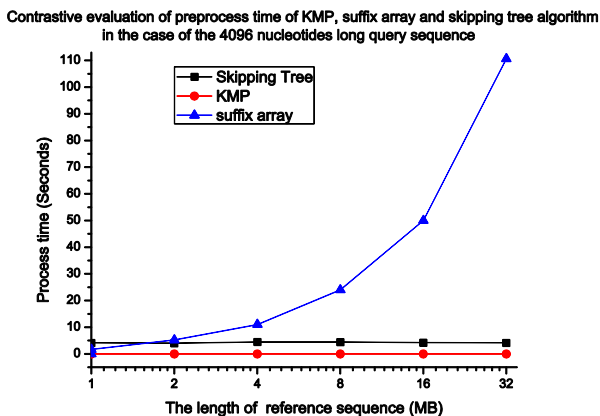 Contrastive evaluation of preprocess time of KMP, suffix array and skipping tree algorithm
in the case of the 4096 nucleotides long query sequence
Skipping Tree
KMP
suffix array
Process time (Seconds)
110
100
90
80
70
60
50
40
30
20
10
0
1
2
4
8
16
32
The length of reference sequence (MB)